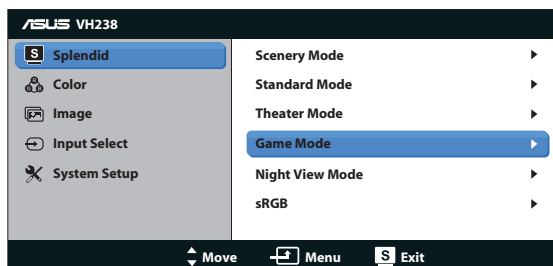 ASUS VH238
S Splendid
Color
Image
Input Select
System Setup
Scenery Mode
Standard Mode
Theater Mode
Game Mode
Night View Mode
sRGB
Move Menu S Exit